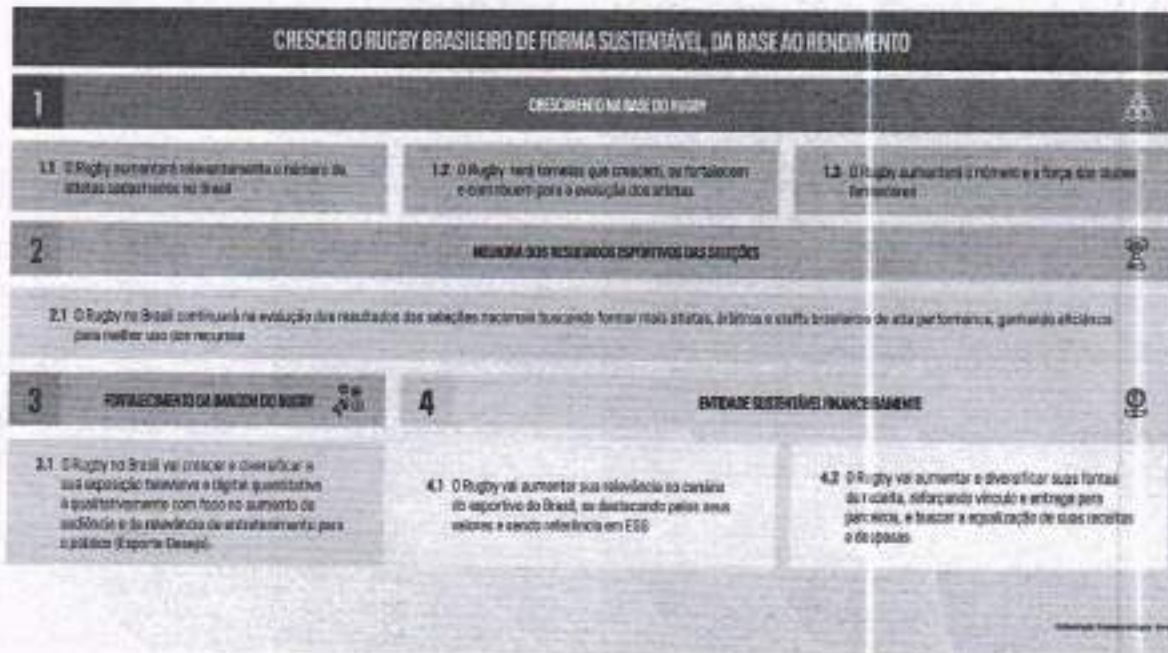 CRESCER O RUGBY BRASILEIRO DE FORMA SUSTENTÁVEL, DA BASE AO RENDIMENTO
1
CRESCIMENTO NA BASE DO RUGBY
1.1 O Rugby aumentará relevantemente o número de
atletas cadastrados no Brasil
1.2 O Rugby terá torneios que crescem, se fortalecem
e contribuem para a evolução dos atletas
1.3 O Rugby aumentará o número e a força dos clubes
formadores
2
MELHORA DOS RESULTADOS ESPORTIVOS DAS SELEÇÕES
2.1 O Rugby no Brasil continuará na evolução dos resultados das seleções nacionais buscando formar mais atletas, árbitros e staffs brasileiros de alta performance, ganhando eficiência
para melhor uso dos recursos
3
FORTALECIMENTO DA IMAGEM DO RUGBY
3.1 O Rugby no Brasil vai crescer e diversificar a
sua exposição televisiva e digital quantitativa
e qualitativamente com foco no aumento de
audiência e da relevância de entretenimento para
o público (Esporte Desejo).
4
ENTIDADE SUSTENTÁVEL FINANCEIRAMENTE
4.1 O Rugby vai aumentar sua relevância no cenário
do esportivo do Brasil, se destacando pelos seus
valores e sendo referência em ESG
4.2 O Rugby vai aumentar e diversificar suas fontes
de receita, reforçando vínculo e entrega para
parceiros, e buscar a equalização de suas receitas
e despesas